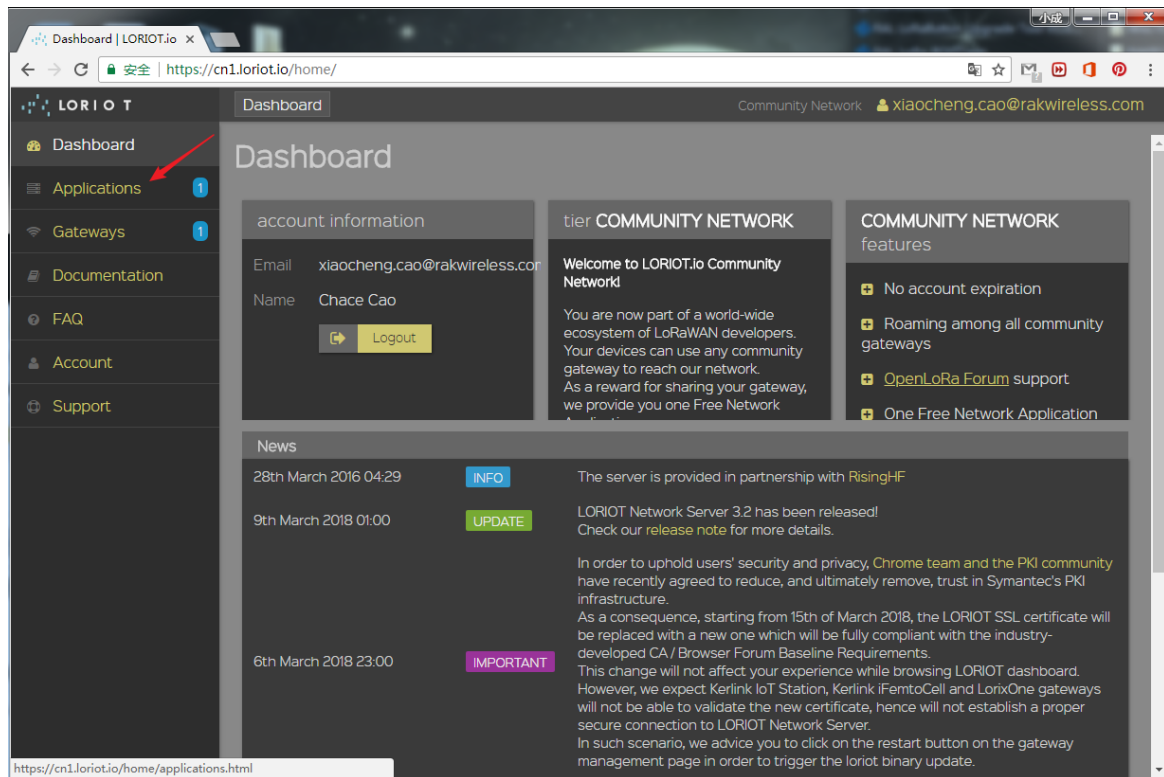 小成
Dashboard | LORIOT.io
安全 | https://cn1.loriot.io/home/
LORIOT
Dashboard
Community Network
xiaocheng.cao@rakwireless.com
Dashboard
Applications 1
Gateways 1
Documentation
FAQ
Account
Support
Dashboard
account information
Email xiaocheng.cao@rakwireless.com
Name Chace Cao
Logout
tier COMMUNITY NETWORK
Welcome to LORIOT.io Community
Network!
You are now part of a world-wide
ecosystem of LoRaWAN developers.
Your devices can use any community
gateway to reach our network.
As a reward for sharing your gateway,
we provide you one Free Network
COMMUNITY NETWORK
features
No account expiration
Roaming among all community
gateways
OpenLoRa Forum support
One Free Network Application
News
28th March 2016 04:29 INFO The server is provided in partnership with RisingHF
9th March 2018 01:00 UPDATE LORIOT Network Server 3.2 has been released!
Check our release note for more details.
6th March 2018 23:00 IMPORTANT
In order to uphold users' security and privacy, Chrome team and the PKI community
have recently agreed to reduce, and ultimately remove, trust in Symantec's PKI
infrastructure.
As a consequence, starting from 15th of March 2018, the LORIOT SSL certificate will
be replaced with a new one which will be fully compliant with the industry-
developed CA / Browser Forum Baseline Requirements.
This change will not affect your experience while browsing LORIOT dashboard.
However, we expect Kerlink IoT Station, Kerlink iFemtoCell and LorixOne gateways
will not be able to validate the new certificate, hence will not establish a proper
secure connection to LORIOT Network Server.
In such scenario, we advice you to click on the restart button on the gateway
management page in order to trigger the loriot binary update.
https://cn1.loriot.io/home/applications.html